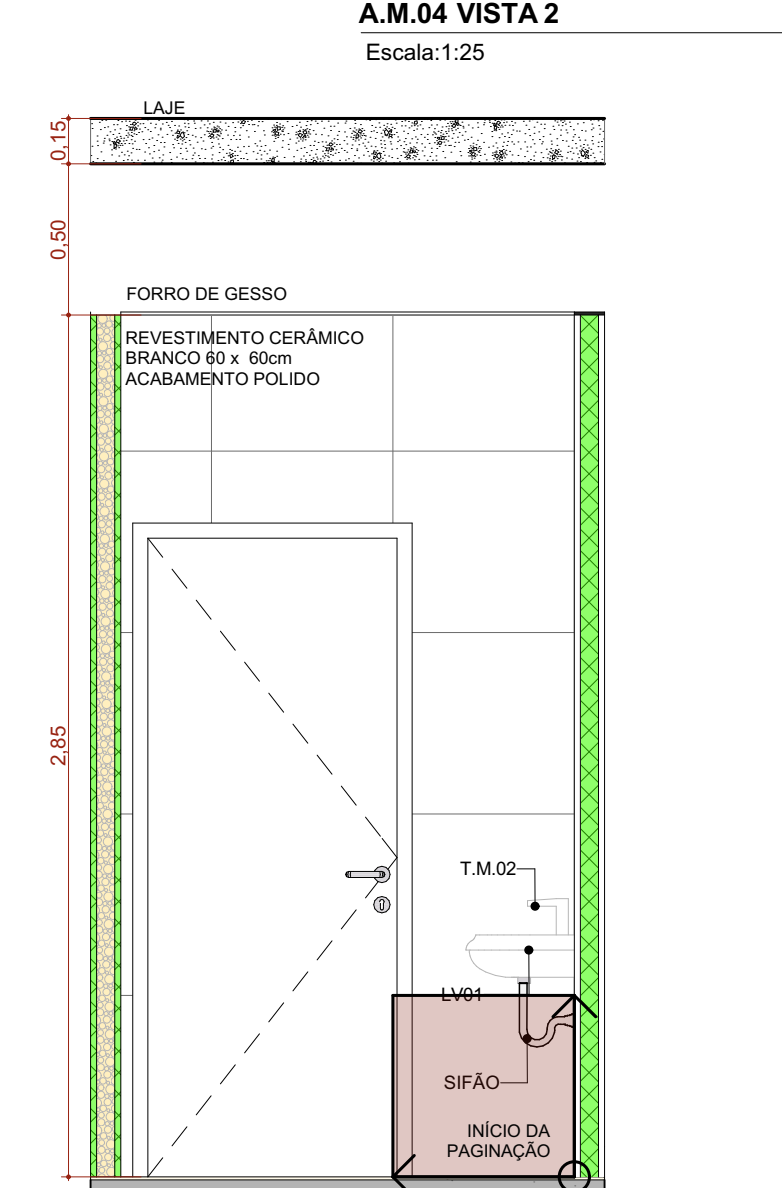 A.M.04 VISTA 2
Escala:1:25
LAJE
0,15
0,50
FORRO DE GESSO
REVESTIMENTO CERÂMICO
BRANCO 60 x 60cm
ACABAMENTO POLIDO
2,85
T.M.02
LV01
SIFÃO
INÍCIO DA
PAGINAÇÃO